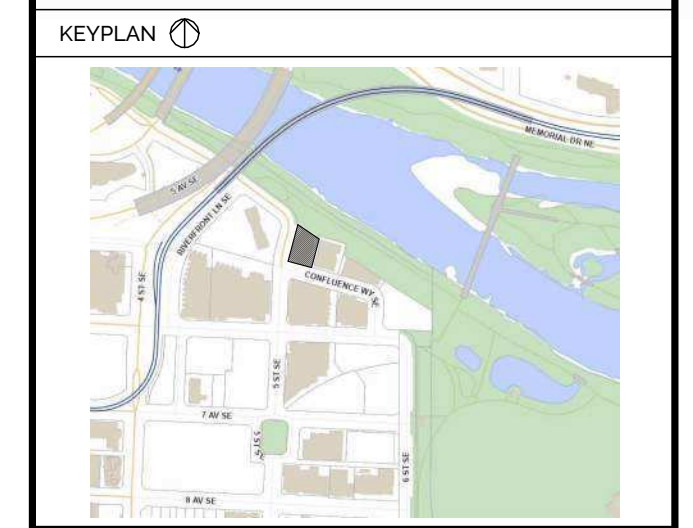 KEYPLAN
MEMORIAL DR NE
5 AV SE
RIVERFRONT LN SE
4 ST SE
CONFLUENCE WY SE
5 ST SE
7 AV SE
5 ST SE
6 ST SE
8 AV SE